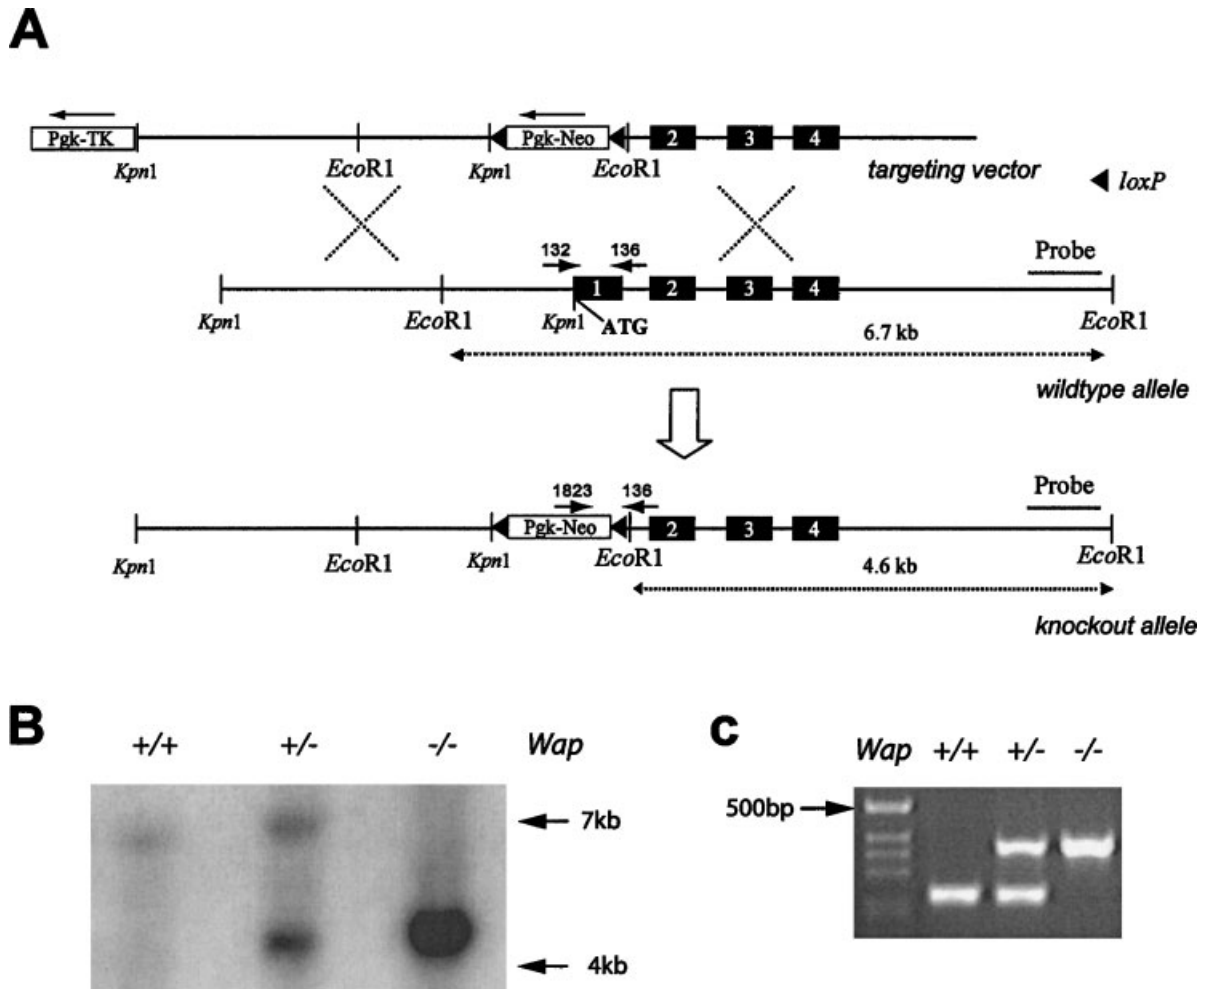 A
Pgk-TK Pgk-Neo 2 3 4
Kpn1 EcoR1 Kpn1 EcoR1 targeting vector loxP
132 136 Probe
1 2 3 4
Kpn1 EcoR1 Kpn1 ATG EcoR1
6.7 kb
wildtype allele
1823 136 Probe
Pgk-Neo 2 3 4
Kpn1 EcoR1 Kpn1 EcoR1 EcoR1
4.6 kb
knockout allele
B
+/+ +/- -/- Wap
7kb
4kb
C
Wap +/+ +/- -/-
500bp